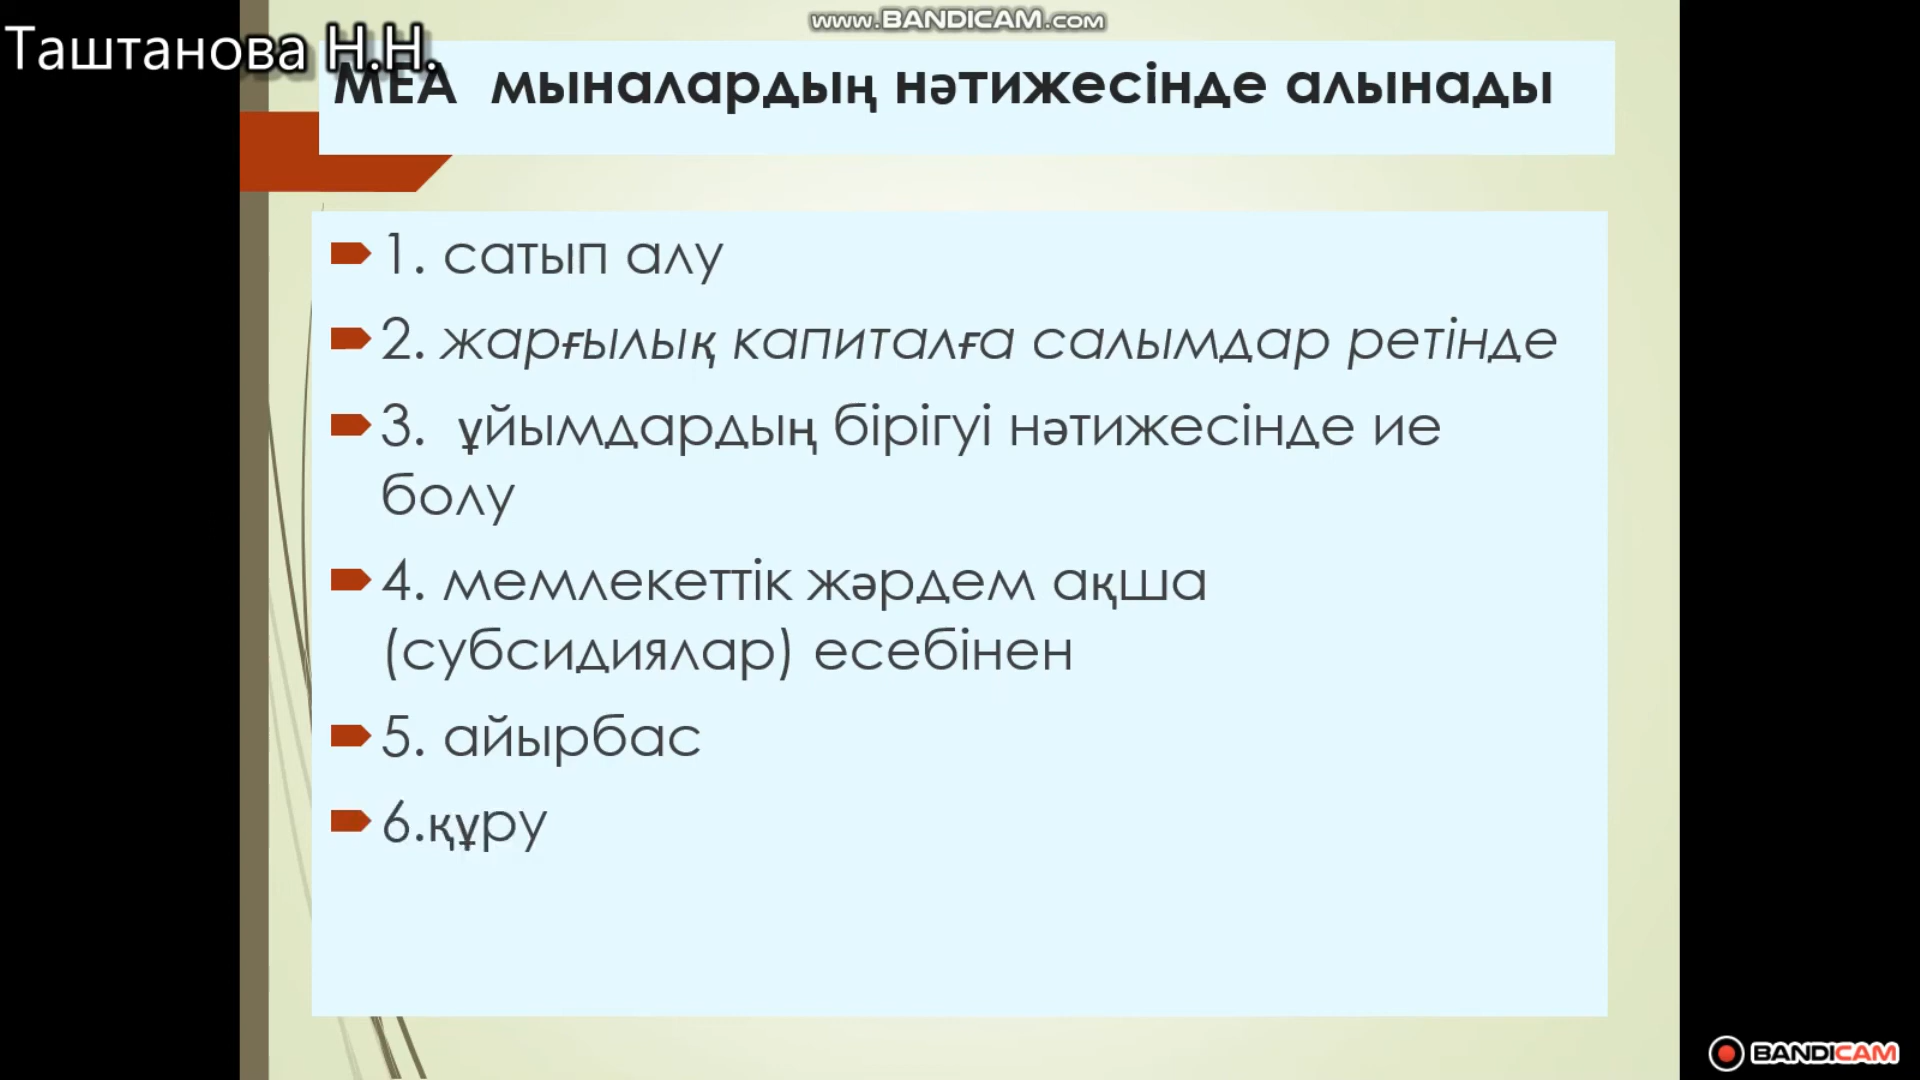 www.BANDICAM.com
Таштанова Н.Н.
МЕА мыналардың нәтижесінде алынады
1. сатып алу
2. жарғылық капиталға салымдар ретінде
3. ұйымдардың бірігуі нәтижесінде ие
болу
4. мемлекеттік жәрдем ақша
(субсидиялар) есебінен
5. айырбас
6.құру
BANDICAM